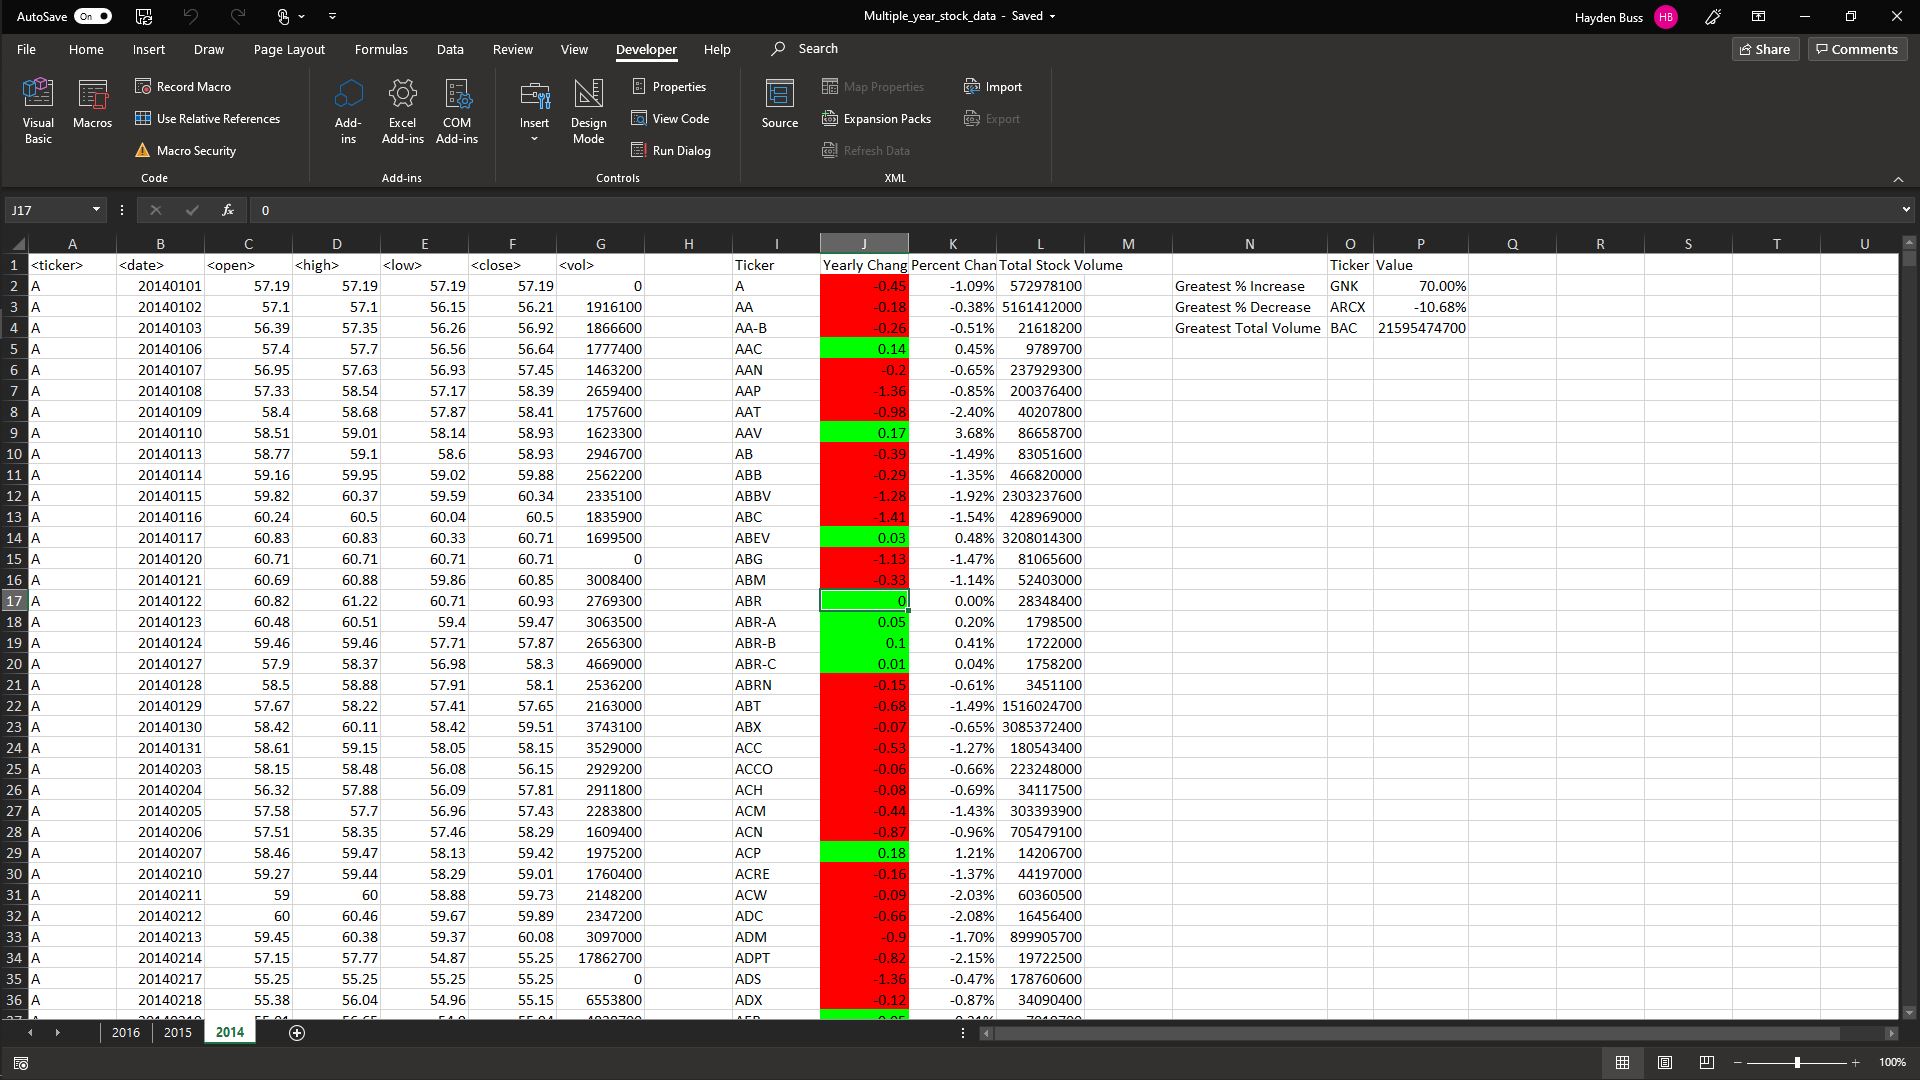 AutoSave On Multiple_year_stock_data - Saved Hayden Buss HB
File Home Insert Draw Page Layout Formulas Data Review View Developer Help Search Share Comments
Visual Basic
Macros
Record Macro
Use Relative References
Macro Security
Code
Add-ins
Excel Add-ins
COM Add-ins
Add-ins
Insert
Design Mode
Properties
View Code
Run Dialog
Controls
Source
Map Properties
Expansion Packs
Refresh Data
Import
Export
XML
J17 fx 0
A B C D E F G H I J K L M N O P Q R S T U
1 <ticker> <date> <open> <high> <low> <close> <vol> Ticker Yearly Chang Percent Chan Total Stock Volume Ticker Value
2 A 20140101 57.19 57.19 57.19 57.19 0 A -0.45 -1.09% 572978100 Greatest % Increase GNK 70.00%
3 A 20140102 57.1 57.1 56.15 56.21 1916100 AA -0.18 -0.38% 5161412000 Greatest % Decrease ARCX -10.68%
4 A 20140103 56.39 57.35 56.26 56.92 1866600 AA-B -0.26 -0.51% 21618200 Greatest Total Volume BAC 21595474700
5 A 20140106 57.4 57.7 56.56 56.64 1777400 AAC 0.14 0.45% 9789700
6 A 20140107 56.95 57.63 56.93 57.45 1463200 AAN -0.2 -0.65% 237929300
7 A 20140108 57.33 58.54 57.17 58.39 2659400 AAP -1.36 -0.85% 200376400
8 A 20140109 58.4 58.68 57.87 58.41 1757600 AAT -0.98 -2.40% 40207800
9 A 20140110 58.51 59.01 58.14 58.93 1623300 AAV 0.17 3.68% 86658700
10 A 20140113 58.77 59.1 58.6 58.93 2946700 AB -0.39 -1.49% 83051600
11 A 20140114 59.16 59.95 59.02 59.88 2562200 ABB -0.29 -1.35% 466820000
12 A 20140115 59.82 60.37 59.59 60.34 2335100 ABBV -1.28 -1.92% 2303237600
13 A 20140116 60.24 60.5 60.04 60.5 1835900 ABC -1.41 -1.54% 428969000
14 A 20140117 60.83 60.83 60.33 60.71 1699500 ABEV 0.03 0.48% 3208014300
15 A 20140120 60.71 60.71 60.71 60.71 0 ABG -1.13 -1.47% 81065600
16 A 20140121 60.69 60.88 59.86 60.85 3008400 ABM -0.33 -1.14% 52403000
17 A 20140122 60.82 61.22 60.71 60.93 2769300 ABR 0 0.00% 28348400
18 A 20140123 60.48 60.51 59.4 59.47 3063500 ABR-A 0.05 0.20% 1798500
19 A 20140124 59.46 59.46 57.71 57.87 2656300 ABR-B 0.1 0.41% 1722000
20 A 20140127 57.9 58.37 56.98 58.3 4669000 ABR-C 0.01 0.04% 1758200
21 A 20140128 58.5 58.88 57.91 58.1 2536200 ABRN -0.15 -0.61% 3451100
22 A 20140129 57.67 58.22 57.41 57.65 2163000 ABT -0.68 -1.49% 1516024700
23 A 20140130 58.42 60.11 58.42 59.51 3743100 ABX -0.07 -0.65% 3085372400
24 A 20140131 58.61 59.15 58.05 58.15 3529000 ACC -0.53 -1.27% 180543400
25 A 20140203 58.15 58.48 56.08 56.15 2929200 ACCO -0.06 -0.66% 223248000
26 A 20140204 56.32 57.88 56.09 57.81 2911800 ACH -0.08 -0.69% 34117500
27 A 20140205 57.58 57.7 56.96 57.43 2283800 ACM -0.44 -1.43% 303393900
28 A 20140206 57.51 58.35 57.46 58.29 1609400 ACN -0.87 -0.96% 705479100
29 A 20140207 58.46 59.47 58.13 59.42 1975200 ACP 0.18 1.21% 14206700
30 A 20140210 59.27 59.44 58.29 59.01 1760400 ACRE -0.16 -1.37% 44197000
31 A 20140211 59 60 58.88 59.73 2148200 ACW -0.09 -2.03% 60360500
32 A 20140212 60 60.46 59.67 59.89 2347200 ADC -0.66 -2.08% 16456400
33 A 20140213 59.45 60.38 59.37 60.08 3097000 ADM -0.9 -1.70% 899905700
34 A 20140214 57.15 57.77 54.87 55.25 17862700 ADPT -0.82 -2.15% 19722500
35 A 20140217 55.25 55.25 55.25 55.25 0 ADS -1.36 -0.47% 178760600
36 A 20140218 55.38 56.04 54.96 55.15 6553800 ADX -0.12 -0.87% 34090400
2016 2015 2014
100%